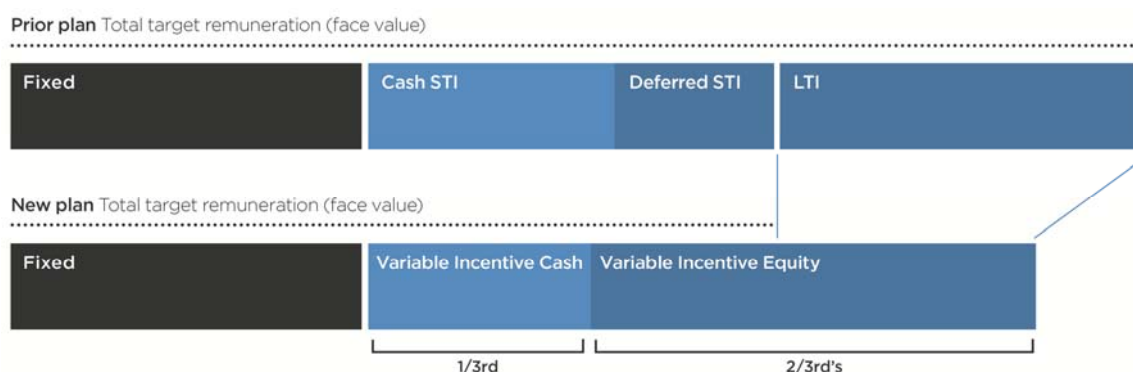 Prior plan Total target remuneration (face value)
Fixed
Cash STI
Deferred STI
LTI
New plan Total target remuneration (face value)
Fixed
Variable Incentive Cash
Variable Incentive Equity
1/3rd
2/3rd's